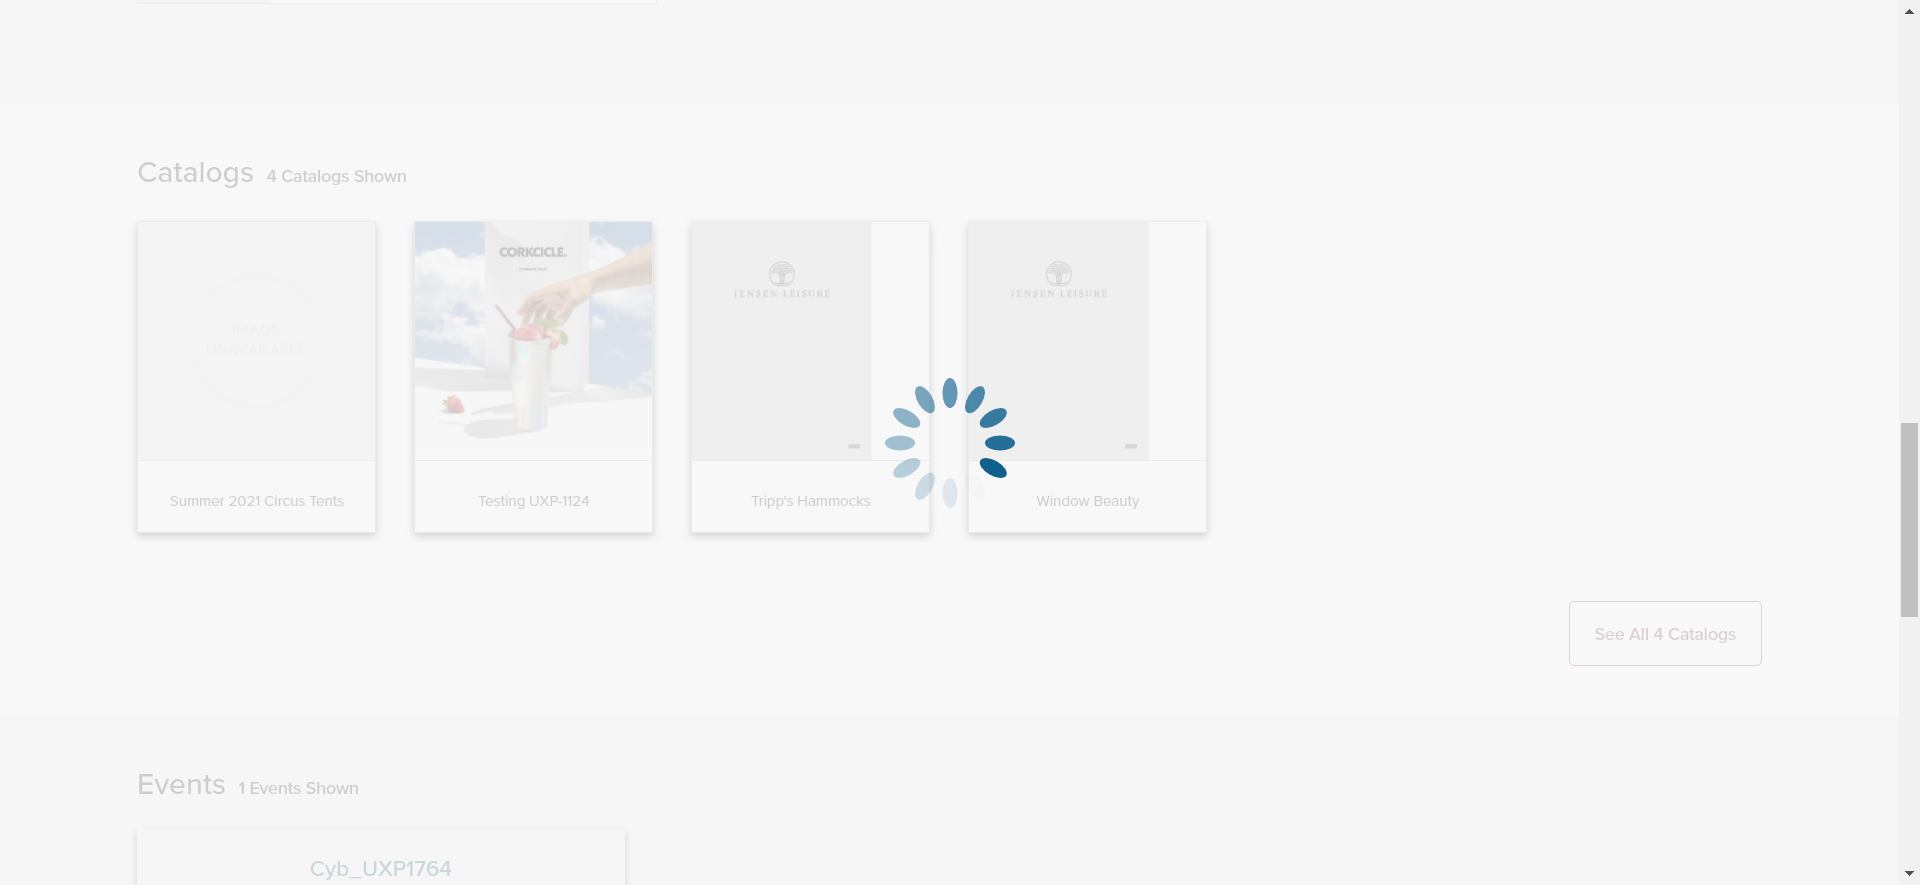 Catalogs 4 Catalogs Shown
IMAGE
UNAVAILABLE
CORKCICLE.
JENSEN LEISURE
JENSEN LEISURE
Summer 2021 Circus Tents
Testing UXP-1124
Tripp's Hammocks
Window Beauty
See All 4 Catalogs
Events 1 Events Shown
Cyb_UXP1764